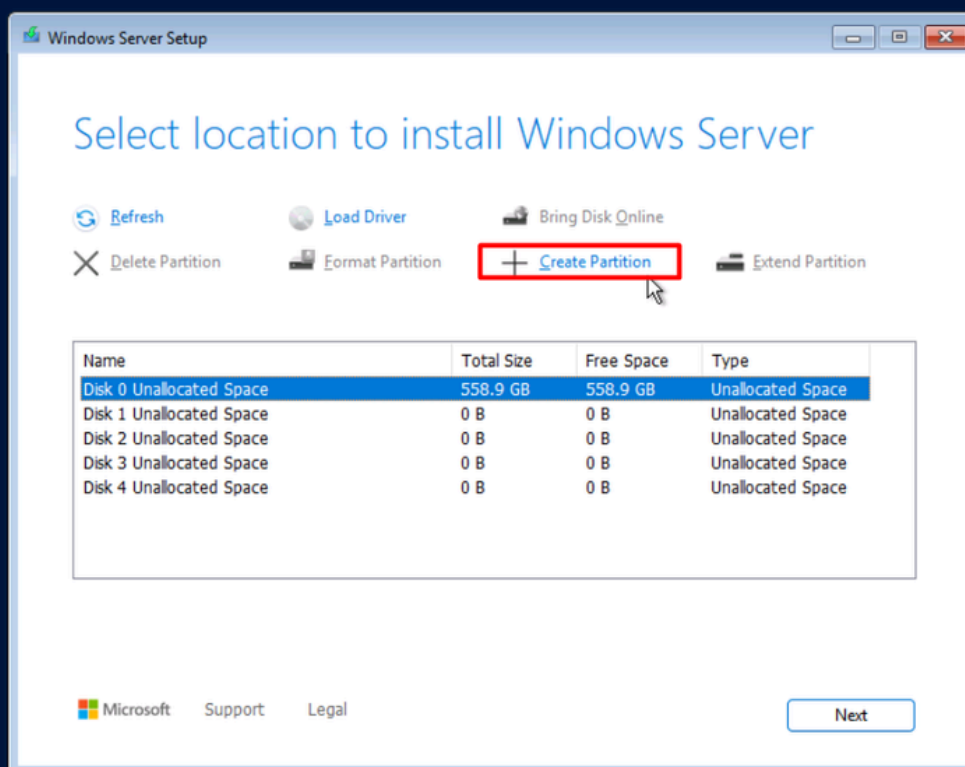 Windows Server Setup
Select location to install Windows Server
Refresh Load Driver Bring Disk Online
Delete Partition Format Partition Create Partition Extend Partition
Name Total Size Free Space Type
Disk 0 Unallocated Space 558.9 GB 558.9 GB Unallocated Space
Disk 1 Unallocated Space 0 B 0 B Unallocated Space
Disk 2 Unallocated Space 0 B 0 B Unallocated Space
Disk 3 Unallocated Space 0 B 0 B Unallocated Space
Disk 4 Unallocated Space 0 B 0 B Unallocated Space
Microsoft Support Legal
Next